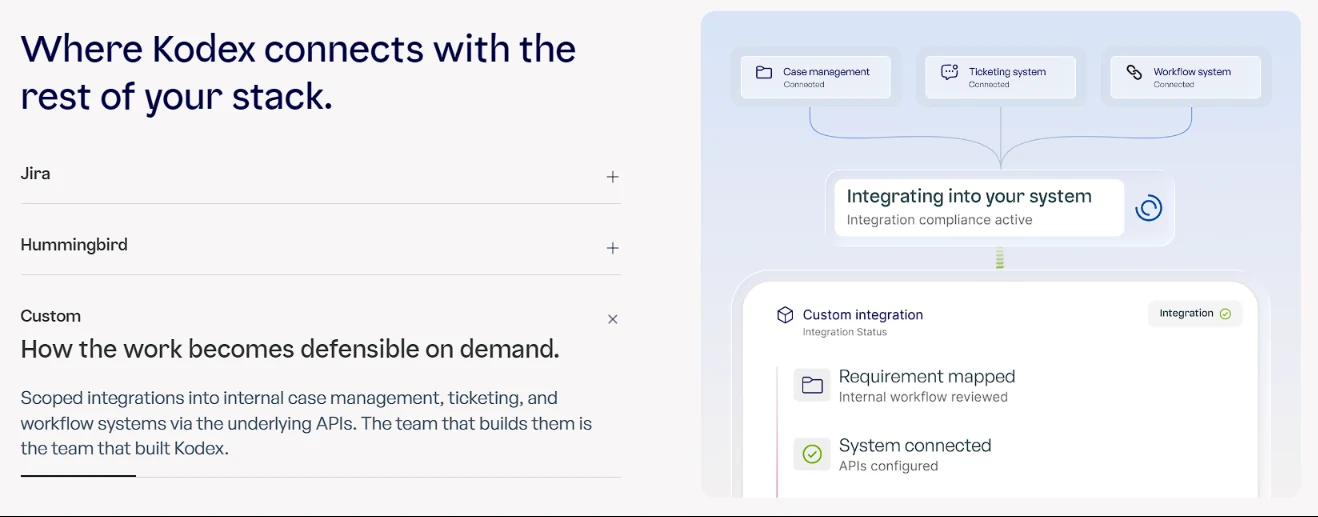 Where Kodex connects with the
rest of your stack.
Jira
Hummingbird
Custom
How the work becomes defensible on demand.
Scoped integrations into internal case management, ticketing, and
workflow systems via the underlying APIs. The team that builds them is
the team that built Kodex.
Case management
Connected
Ticketing system
Connected
Workflow system
Connected
Integrating into your system
Integration compliance active
Custom integration
Integration Status
Integration
Requirement mapped
Internal workflow reviewed
System connected
APIs configured